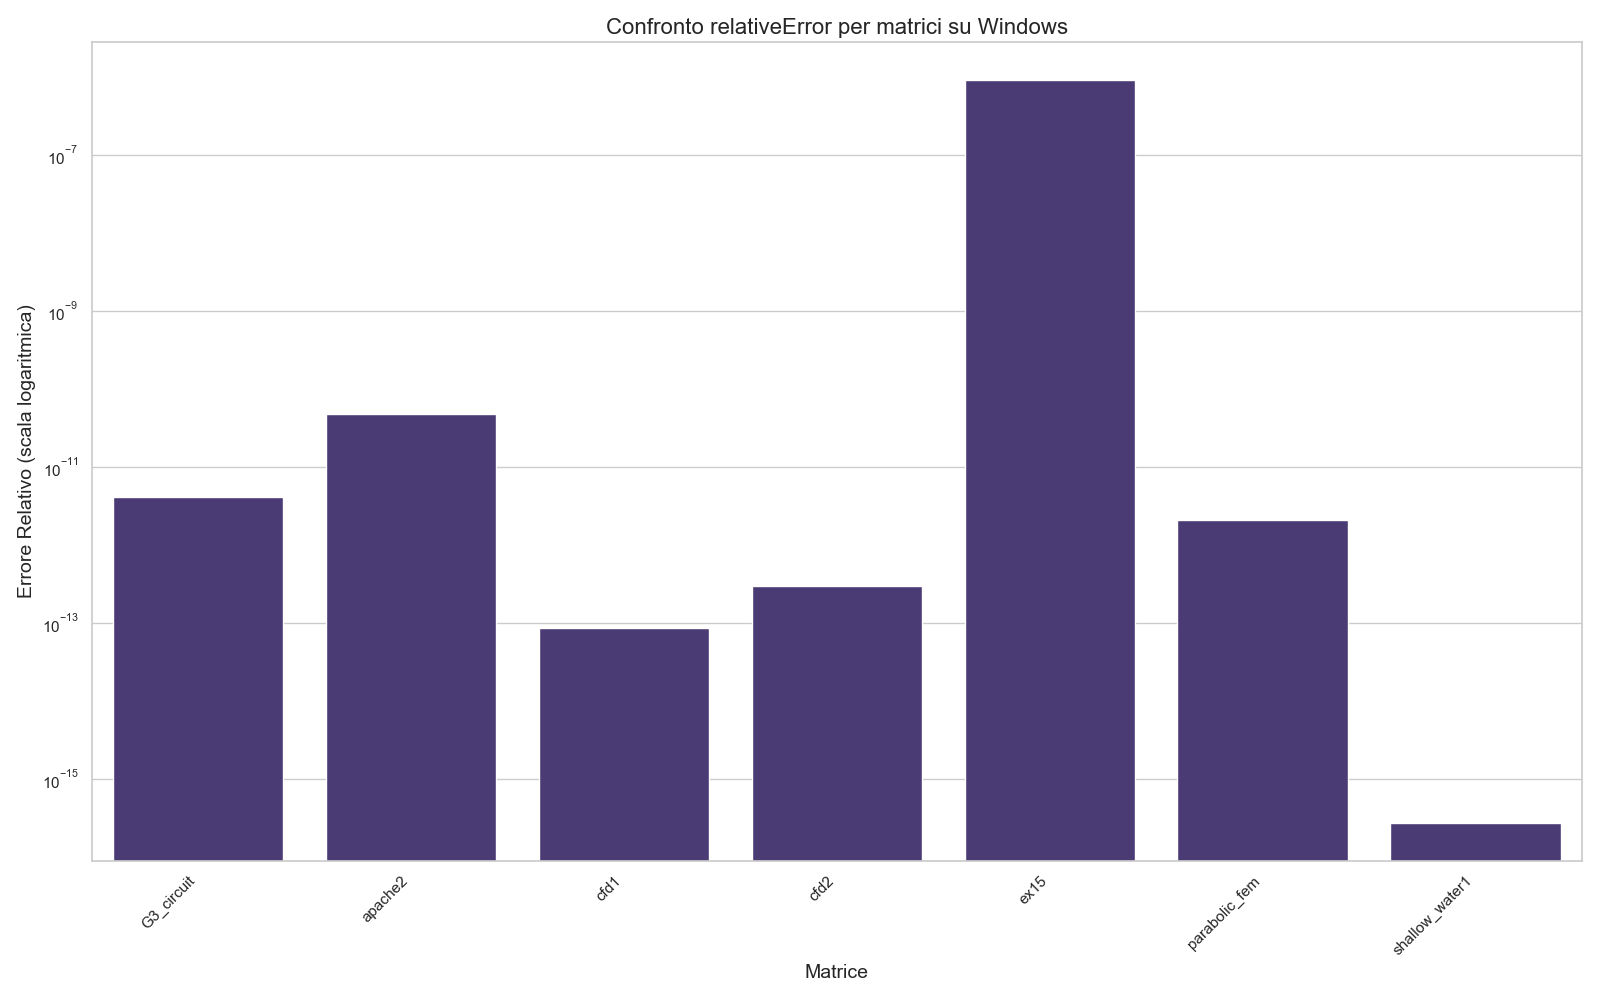 Confronto relativeError per matrici su Windows
Errore Relativo (scala logaritmica)
10⁻⁷
10⁻⁹
10⁻¹¹
10⁻¹³
10⁻¹⁵
G3_circuit
apache2
cfd1
cfd2
ex15
parabolic_fem
shallow_water1
Matrice